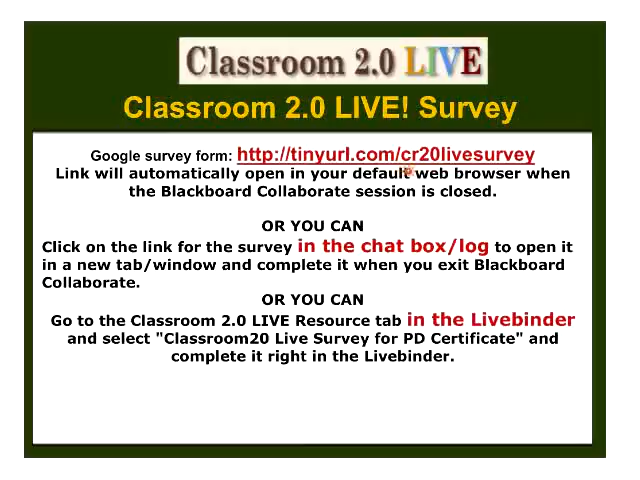 Classroom 2.0 LIVE
Classroom 2.0 LIVE! Survey
Google survey form: http://tinyurl.com/cr20livesurvey
Link will automatically open in your default web browser when
the Blackboard Collaborate session is closed.
OR YOU CAN
Click on the link for the survey in the chat box/log to open it
in a new tab/window and complete it when you exit Blackboard
Collaborate.
OR YOU CAN
Go to the Classroom 2.0 LIVE Resource tab in the Livebinder
and select "Classroom20 Live Survey for PD Certificate" and
complete it right in the Livebinder.